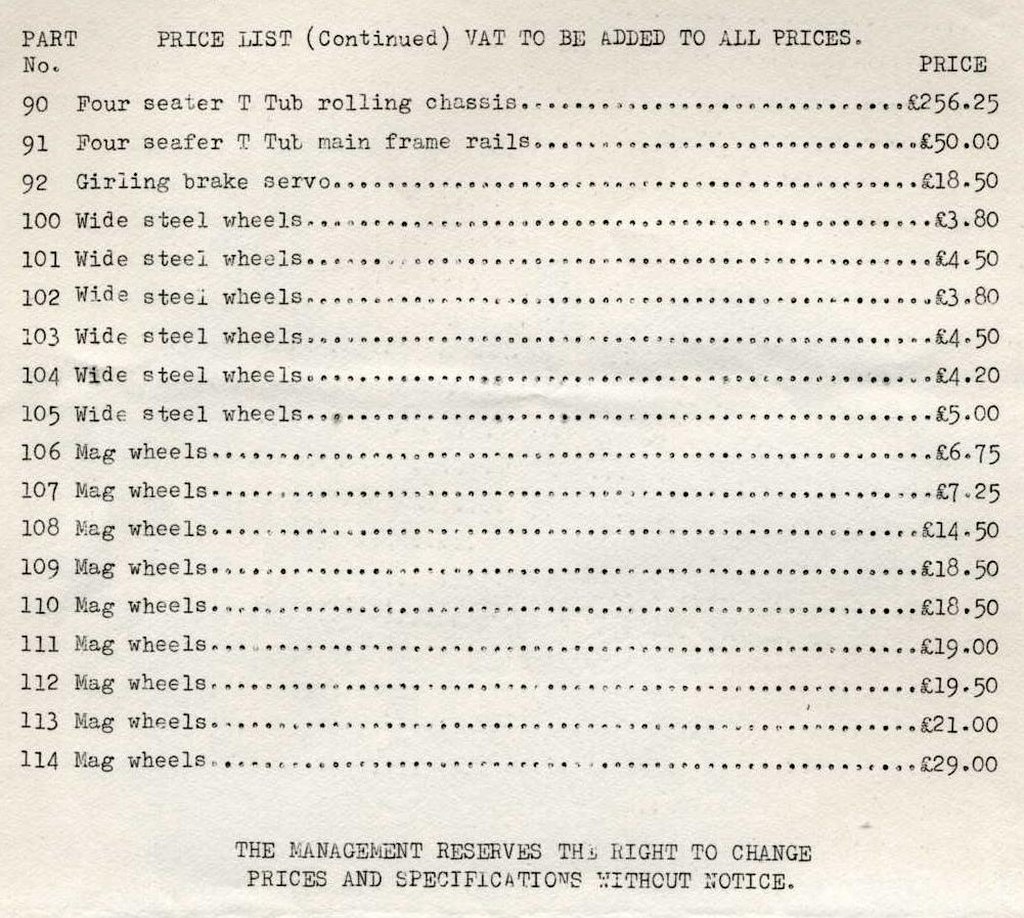 PART PRICE LIST (Continued) VAT TO BE ADDED TO ALL PRICES.
No. PRICE
90 Four seater T Tub rolling chassis........................................£256.25
91 Four seafer T Tub main frame rails........................................£50.00
92 Girling brake servo........................................£18.50
100 Wide steel wheels........................................£3.80
101 Wide steel wheels........................................£4.50
102 Wide steel wheels........................................£3.80
103 Wide steel wheels........................................£4.50
104 Wide steel wheels........................................£4.20
105 Wide steel wheels........................................£5.00
106 Mag wheels........................................£6.75
107 Mag wheels........................................£7.25
108 Mag wheels........................................£14.50
109 Mag wheels........................................£18.50
110 Mag wheels........................................£18.50
111 Mag wheels........................................£19.00
112 Mag wheels........................................£19.50
113 Mag wheels........................................£21.00
114 Mag wheels........................................£29.00
THE MANAGEMENT RESERVES THE RIGHT TO CHANGE
PRICES AND SPECIFICATIONS WITHOUT NOTICE.